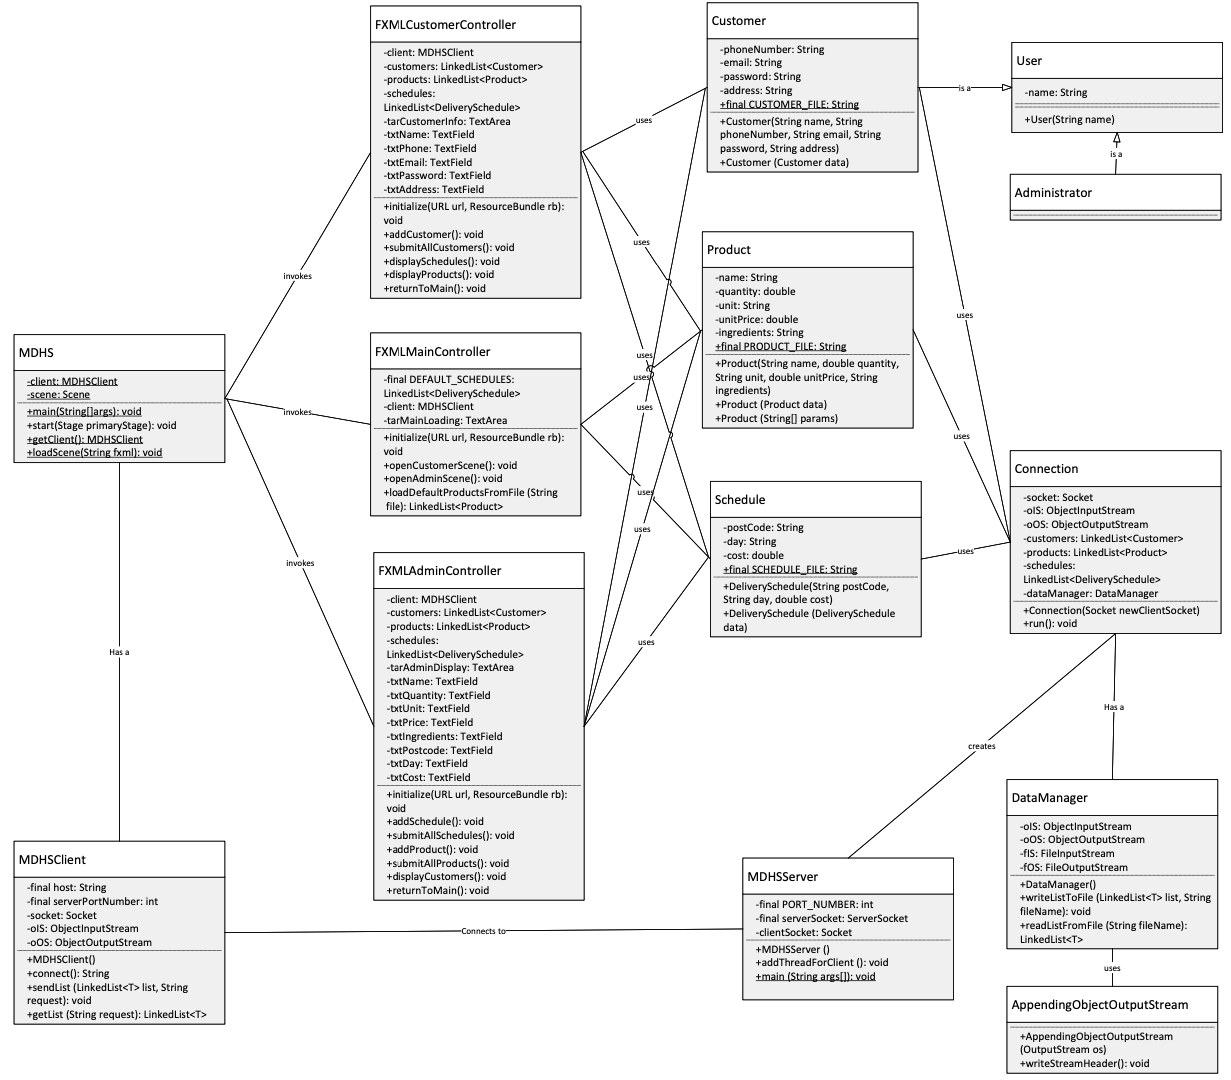 FXMLCustomerController
-client: MDHSClient
-customers: LinkedList<Customer>
-products: LinkedList<Product>
-schedules:
LinkedList<DeliverySchedule>
-tarCustomerInfo: TextArea
-txtName: TextField
-txtPhone: TextField
-txtEmail: TextField
-txtPassword: TextField
-txtAddress: TextField
+initialize(URL url, ResourceBundle rb):
void
+addCustomer(): void
+submitAllCustomers(): void
+displaySchedules(): void
+displayProducts(): void
+returnToMain(): void
Customer
-phoneNumber: String
-email: String
-password: String
-address: String
+final CUSTOMER_FILE: String
+Customer(String name, String
phoneNumber, String email, String
password, String address)
+Customer (Customer data)
User
-name: String
+User(String name)
is a
is a
Administrator
uses
uses
uses
uses
uses
uses
uses
uses
uses
uses
uses
uses
Product
-name: String
-quantity: double
-unit: String
-unitPrice: double
-ingredients: String
+final PRODUCT_FILE: String
+Product(String name, double quantity,
String unit, double unitPrice, String
ingredients)
+Product (Product data)
+Product (String[] params)
invokes
invokes
invokes
MDHS
-client: MDHSClient
-scene: Scene
+main(String[]args): void
+start(Stage primaryStage): void
+getClient(): MDHSClient
+loadScene(String fxml): void
FXMLMainController
-final DEFAULT_SCHEDULES:
LinkedList<DeliverySchedule>
-client: MDHSClient
-tarMainLoading: TextArea
+initialize(URL url, ResourceBundle rb):
void
+openCustomerScene(): void
+openAdminScene(): void
+loadDefaultProductsFromFile (String
file): LinkedList<Product>
Schedule
-postCode: String
-day: String
-cost: double
+final SCHEDULE_FILE: String
+DeliverySchedule(String postCode,
String day, double cost)
+DeliverySchedule (DeliverySchedule
data)
Connection
-socket: Socket
-oIS: ObjectInputStream
-oOS: ObjectOutputStream
-customers: LinkedList<Customer>
-products: LinkedList<Product>
-schedules:
LinkedList<DeliverySchedule>
-dataManager: DataManager
+Connection(Socket newClientSocket)
+run(): void
FXMLAdminController
-client: MDHSClient
-customers: LinkedList<Customer>
-products: LinkedList<Product>
-schedules:
LinkedList<DeliverySchedule>
-tarAdminDisplay: TextArea
-txtName: TextField
-txtQuantity: TextField
-txtUnit: TextField
-txtPrice: TextField
-txtIngredients: TextField
-txtPostcode: TextField
-txtDay: TextField
-txtCost: TextField
+initialize(URL url, ResourceBundle rb):
void
+addSchedule(): void
+submitAllSchedules(): void
+addProduct(): void
+submitAllProducts(): void
+displayCustomers(): void
+returnToMain(): void
Has a
Has a
creates
DataManager
-oIS: ObjectInputStream
-oOS: ObjectOutputStream
-fIS: FileInputStream
-fOS: FileOutputStream
+DataManager()
+writeListToFile (LinkedList<T> list, String
fileName): void
+readListFromFile (String fileName):
LinkedList<T>
MDHSClient
-final host: String
-final serverPortNumber: int
-socket: Socket
-oIS: ObjectInputStream
-oOS: ObjectOutputStream
+MDHSClient()
+connect(): String
+sendList (LinkedList<T> list, String
request): void
+getList (String request): LinkedList<T>
Connects to
MDHSServer
-final PORT_NUMBER: int
-final serverSocket: ServerSocket
-clientSocket: Socket
+MDHSServer ()
+addThreadForClient (): void
+main (String args[]): void
uses
AppendingObjectOutputStream
+AppendingObjectOutputStream
(OutputStream os)
+writeStreamHeader(): void